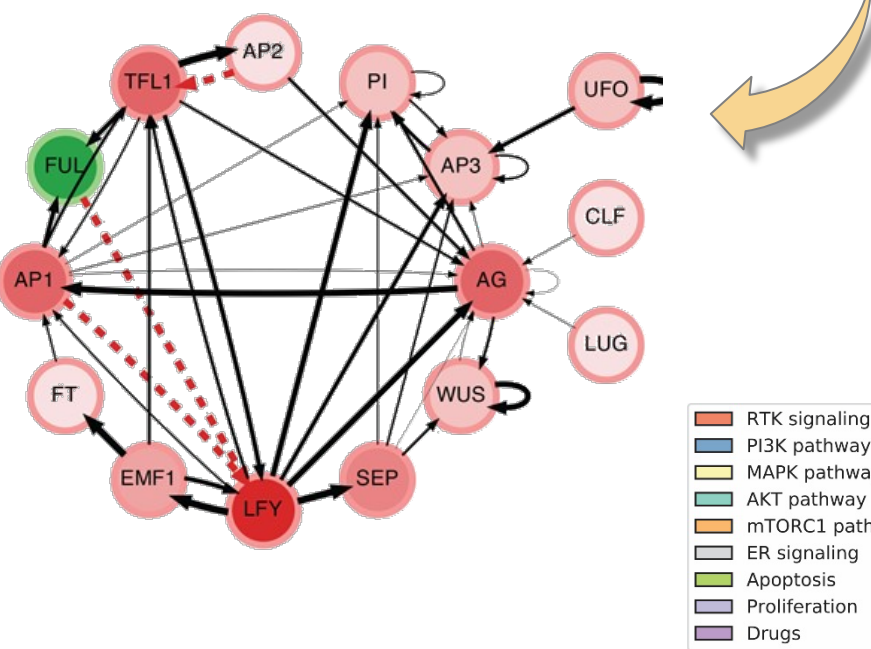 AP2
TFL1
PI
UFO
FUL
AP3
CLF
AP1
AG
LUG
FT
WUS
EMF1
SEP
LFY
RTK signaling
PI3K pathway
MAPK pathwa
AKT pathway
mTORC1 path
ER signaling
Apoptosis
Proliferation
Drugs